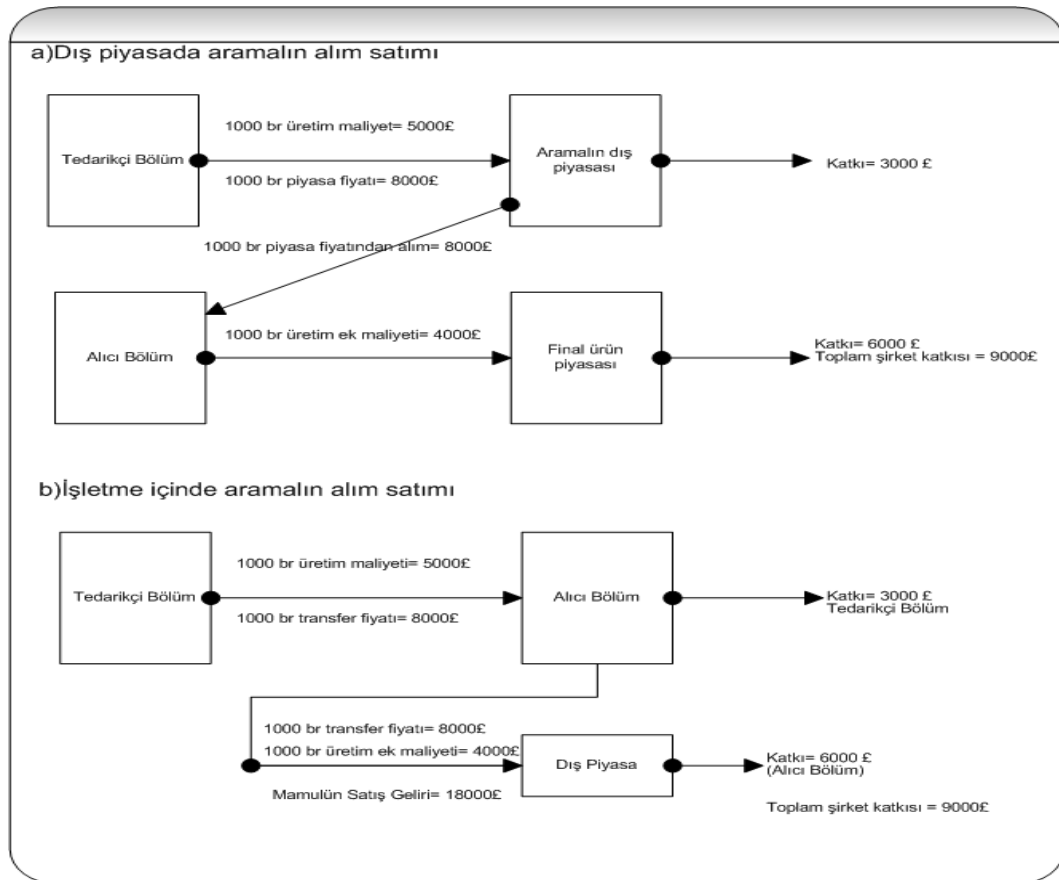 a)Dış piyasada aramalın alım satımı
Tedarikçi Bölüm
1000 br üretim maliyet= 5000£
1000 br piyasa fiyatı= 8000£
Aramalın dış
piyasası
Katkı= 3000 £
1000 br piyasa fiyatından alım= 8000£
Alıcı Bölüm
1000 br üretim ek maliyeti= 4000£
Final ürün
piyasası
Katkı= 6000 £
Toplam şirket katkısı = 9000£
b)İşletme içinde aramalın alım satımı
Tedarikçi Bölüm
1000 br üretim maliyeti= 5000£
1000 br transfer fiyatı= 8000£
Alıcı Bölüm
Katkı= 3000 £
Tedarikçi Bölüm
1000 br transfer fiyatı= 8000£
1000 br üretim ek maliyeti= 4000£
Mamulün Satış Geliri= 18000£
Dış Piyasa
Katkı= 6000 £
(Alıcı Bölüm)
Toplam şirket katkısı = 9000£